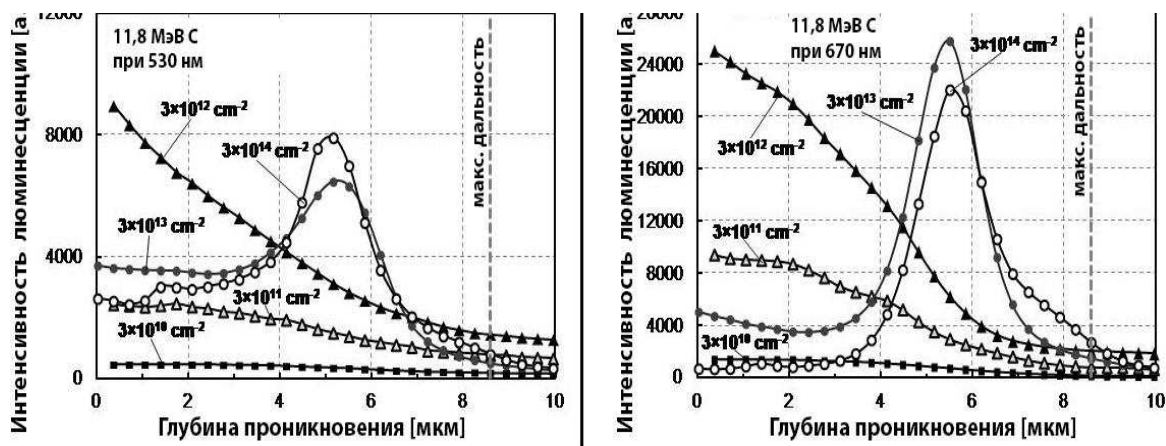 Интенсивность люминесценции [а.
12000
8000
4000
0
11,8 МэВ С
при 530 нм
3×10¹² cm⁻²
3×10¹⁴ cm⁻²
3×10¹³ cm⁻²
3×10¹¹ cm⁻²
3×10¹⁰ cm⁻²
макс. дальность
0 2 4 6 8 10
Глубина проникновения [мкм]
Интенсивность люминесценции [а
28000
24000
20000
16000
12000
8000
4000
0
11,8 МэВ С
при 670 нм
3×10¹⁴ cm⁻²
3×10¹³ cm⁻²
3×10¹² cm⁻²
3×10¹¹ cm⁻²
3×10¹⁰ cm⁻²
макс. дальность
0 2 4 6 8 10
Глубина проникновения [мкм]